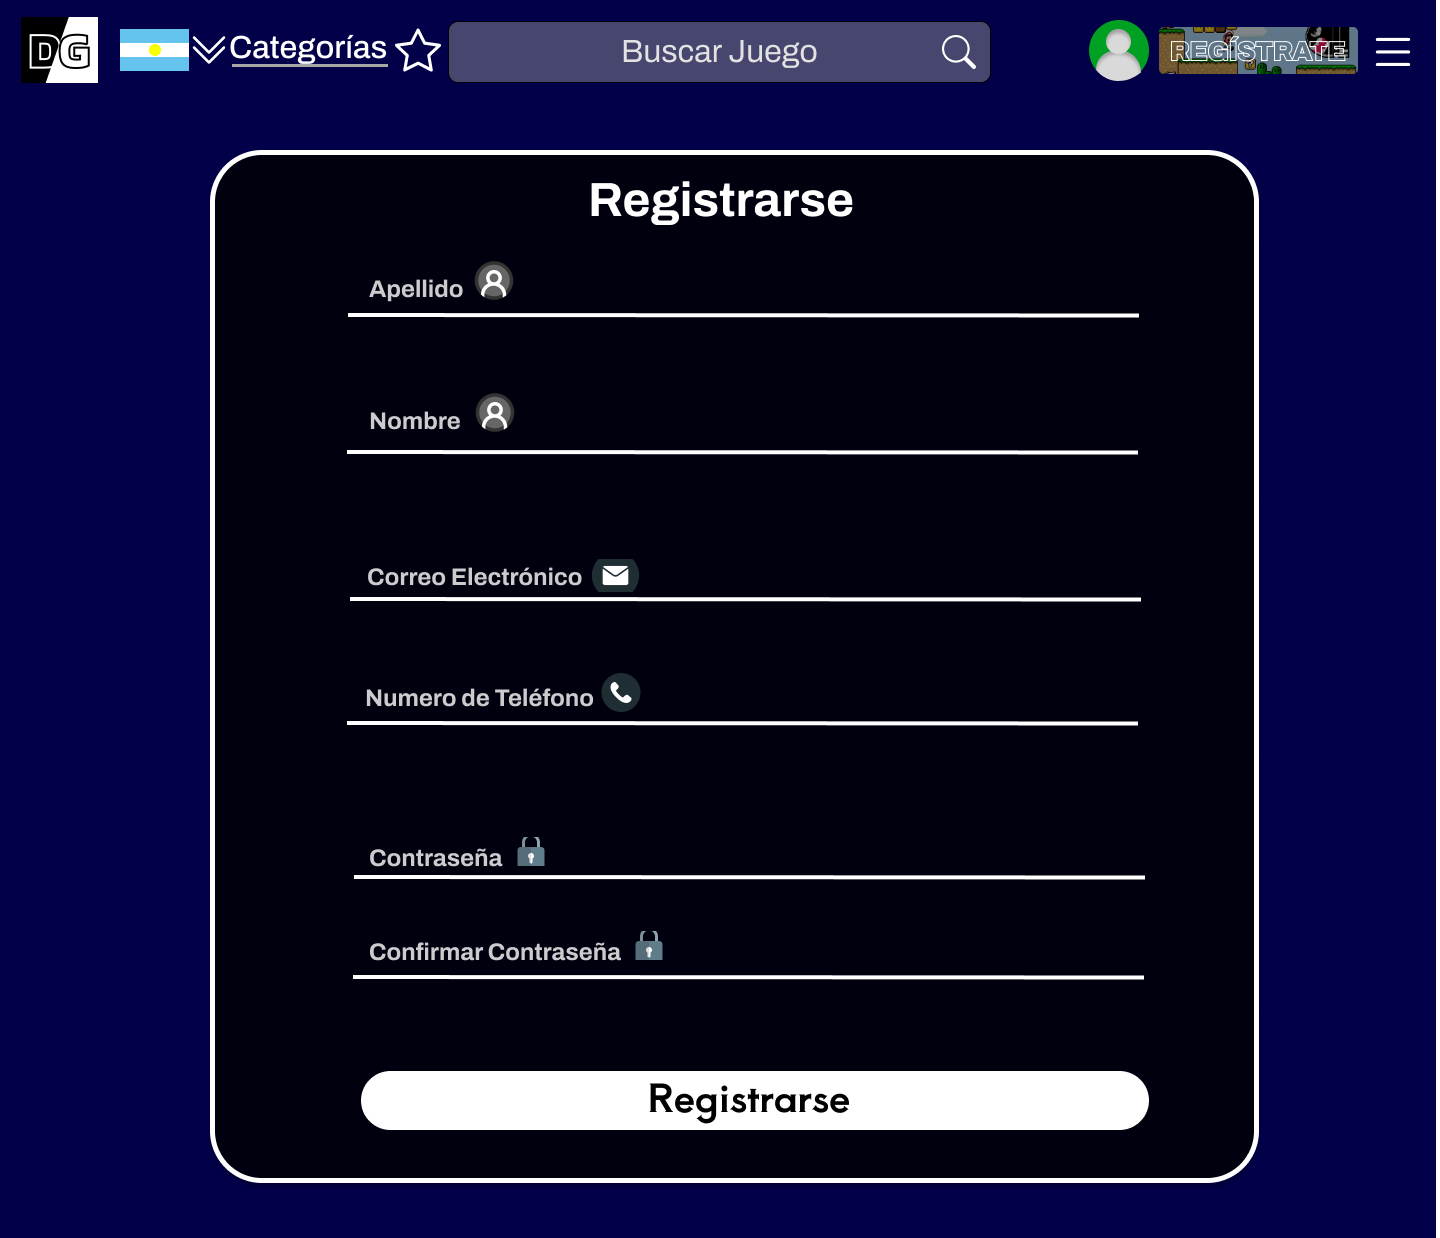 DG
Categorías
Buscar Juego
REGÍSTRATE
Registrarse
Apellido
Nombre
Correo Electrónico
Numero de Teléfono
Contraseña
Confirmar Contraseña
Registrarse